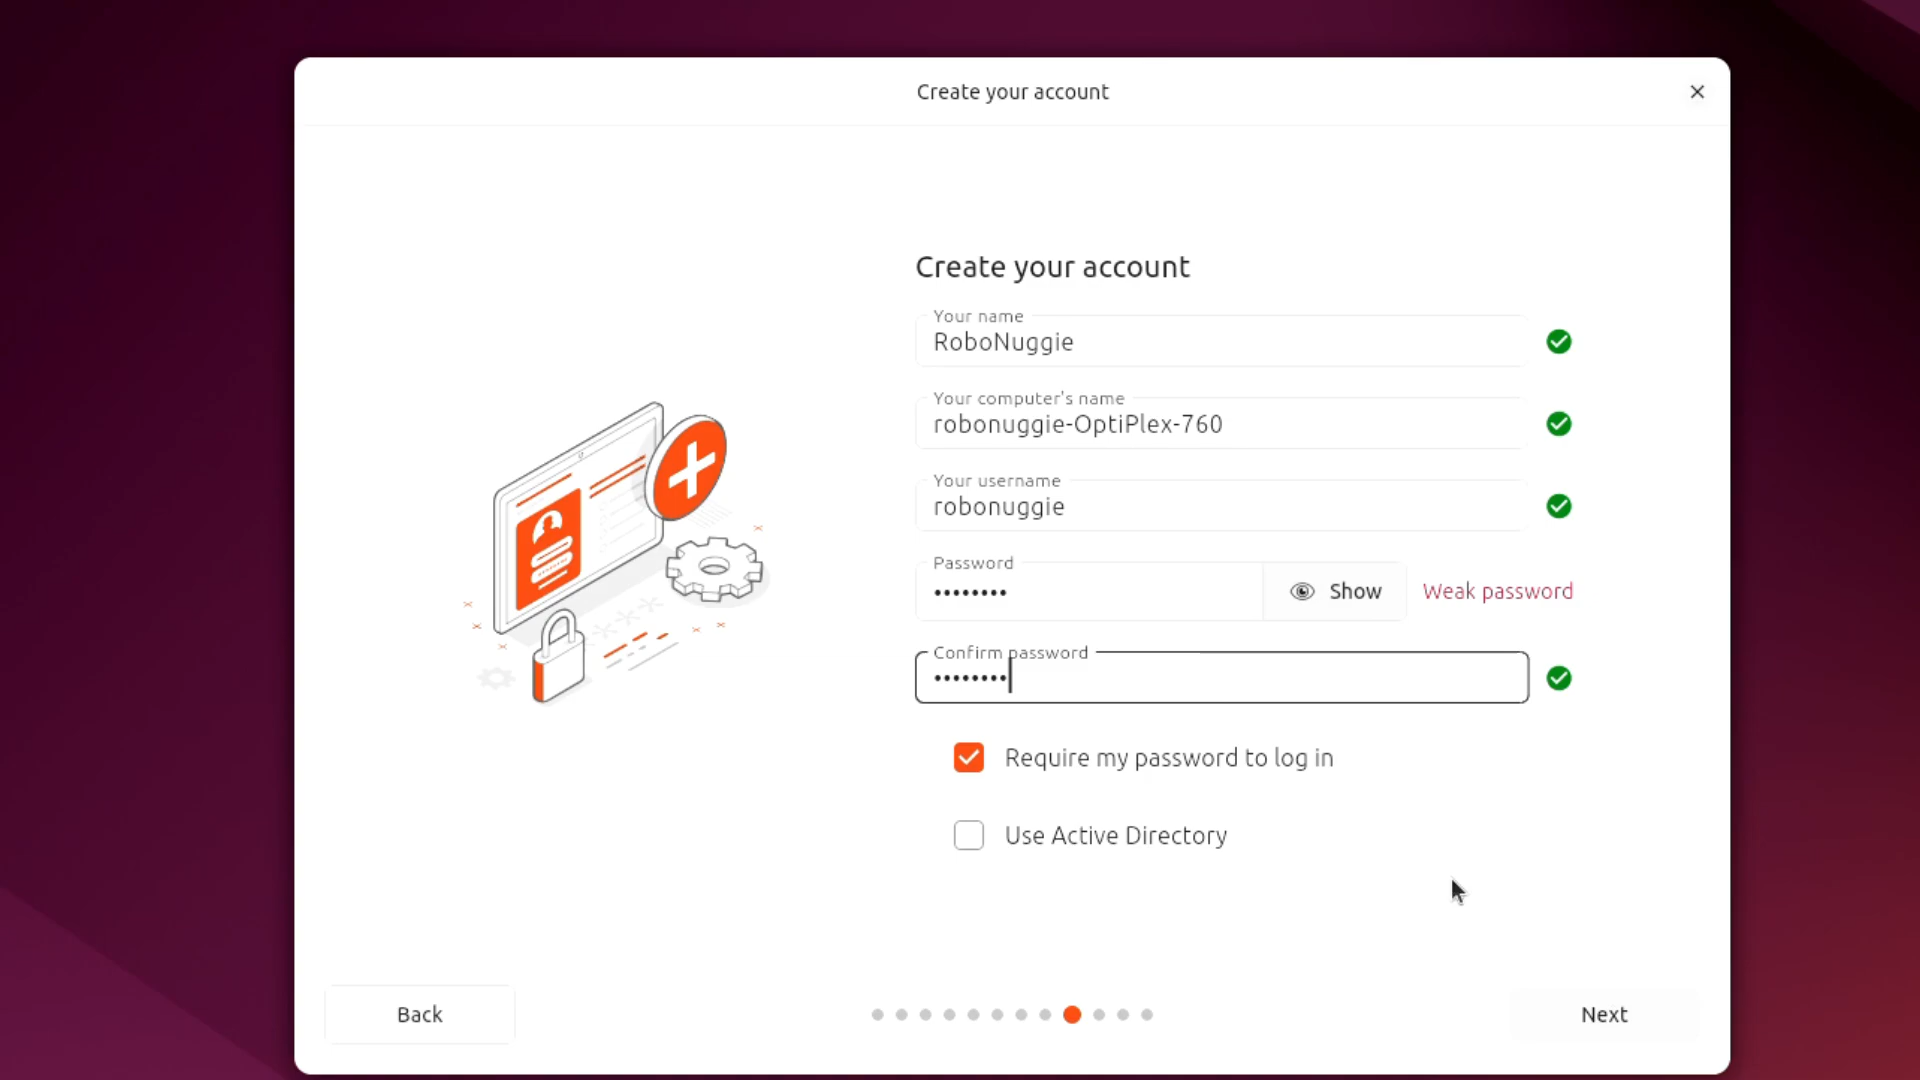 Create your account
Create your account
Your name
RoboNuggie
Your computer's name
robonuggie-OptiPlex-760
Your username
robonuggie
Password
••••••••
Show
Weak password
Confirm password
••••••••
Require my password to log in
Use Active Directory
Back
Next